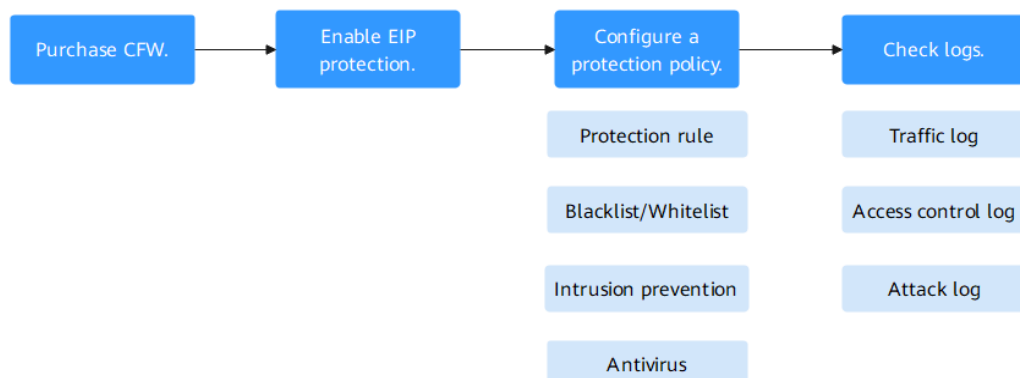 Purchase CFW.
Enable EIP
protection.
Configure a
protection policy.
Check logs.
Protection rule
Traffic log
Blacklist/Whitelist
Access control log
Intrusion prevention
Attack log
Antivirus